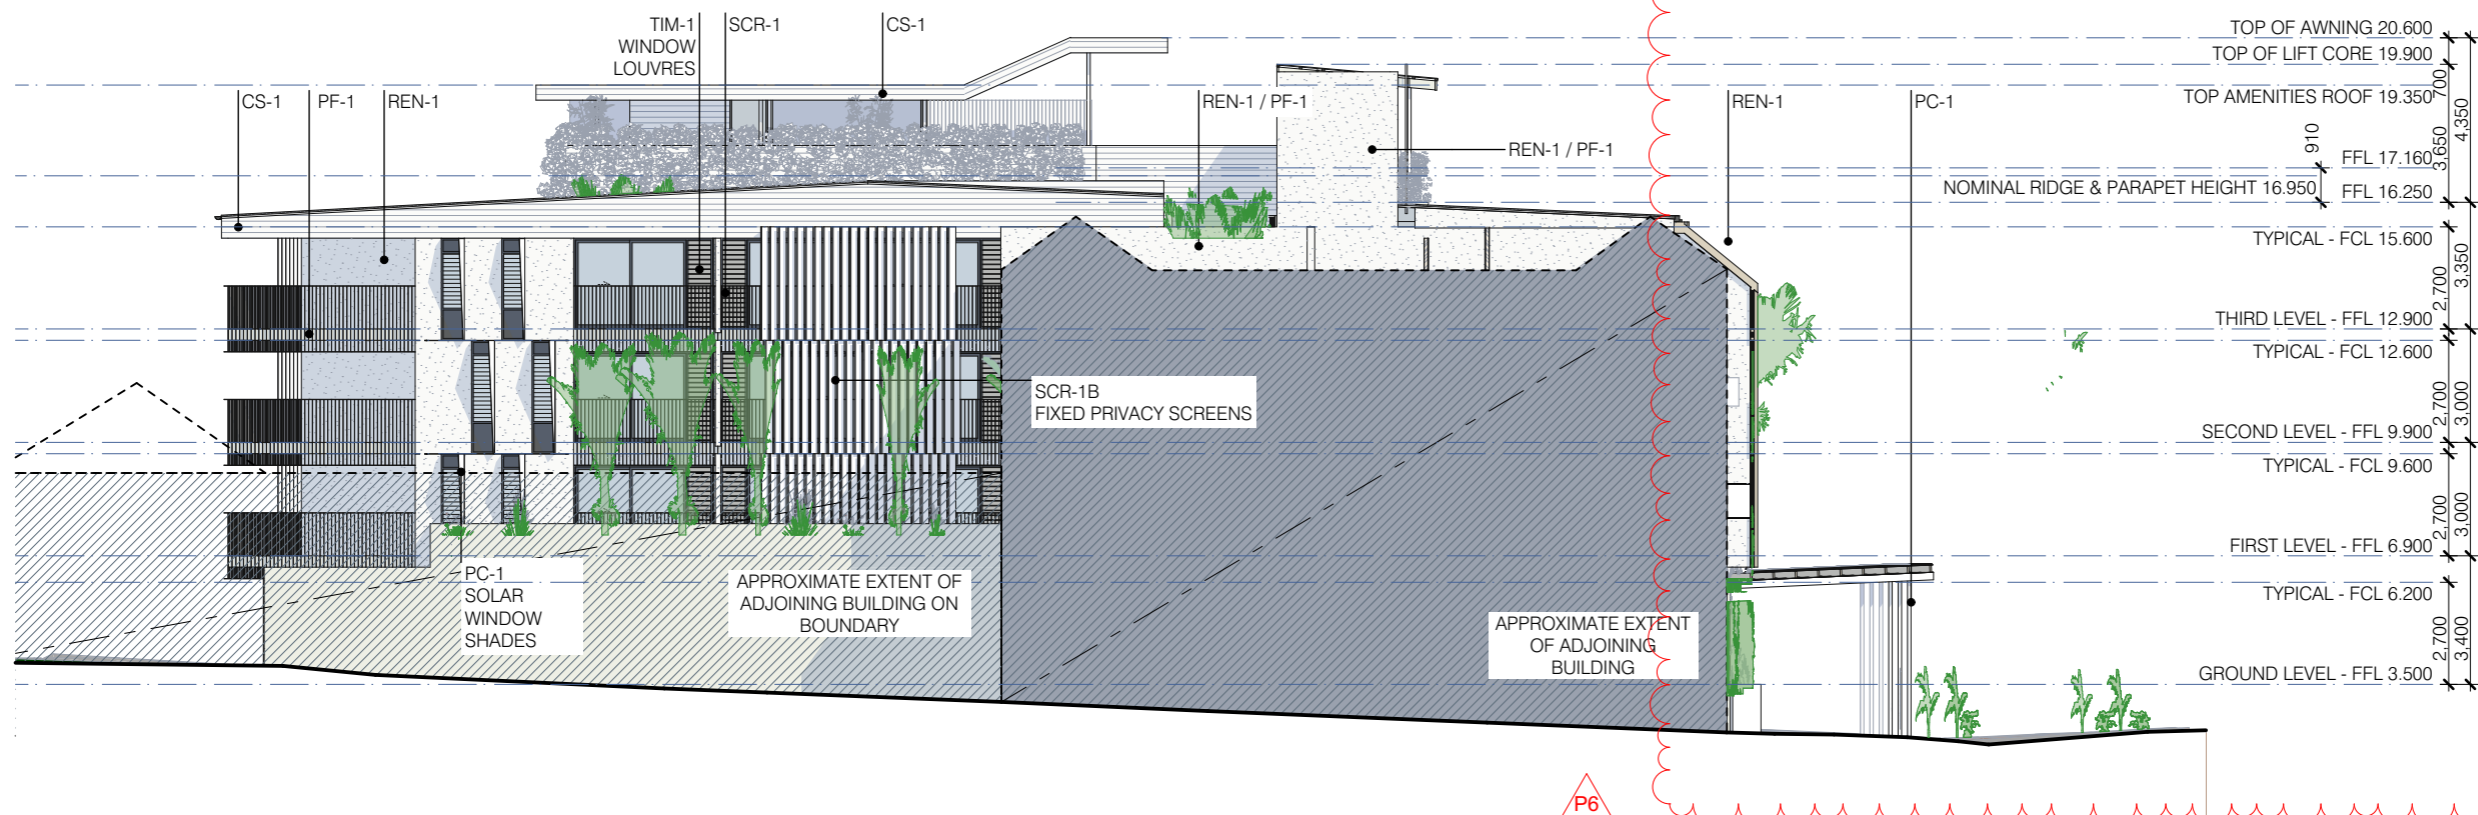 TIM-1
WINDOW
LOUVRES
SCR-1
CS-1
CS-1
PF-1
REN-1
REN-1 / PF-1
REN-1 / PF-1
REN-1
PC-1
TOP OF AWNING 20.600
TOP OF LIFT CORE 19.900
TOP AMENITIES ROOF 19.350
FFL 17.160
NOMINAL RIDGE & PARAPET HEIGHT 16.950
FFL 16.250
TYPICAL - FCL 15.600
THIRD LEVEL - FFL 12.900
TYPICAL - FCL 12.600
SECOND LEVEL - FFL 9.900
TYPICAL - FCL 9.600
FIRST LEVEL - FFL 6.900
TYPICAL - FCL 6.200
GROUND LEVEL - FFL 3.500
700
4,350
3,650
910
3,350
2,700
2,700
3,000
2,700
3,000
2,700
3,400
SCR-1B
FIXED PRIVACY SCREENS
PC-1
SOLAR
WINDOW
SHADES
APPROXIMATE EXTENT OF
ADJOINING BUILDING ON
BOUNDARY
APPROXIMATE EXTENT
OF ADJOINING
BUILDING
P6